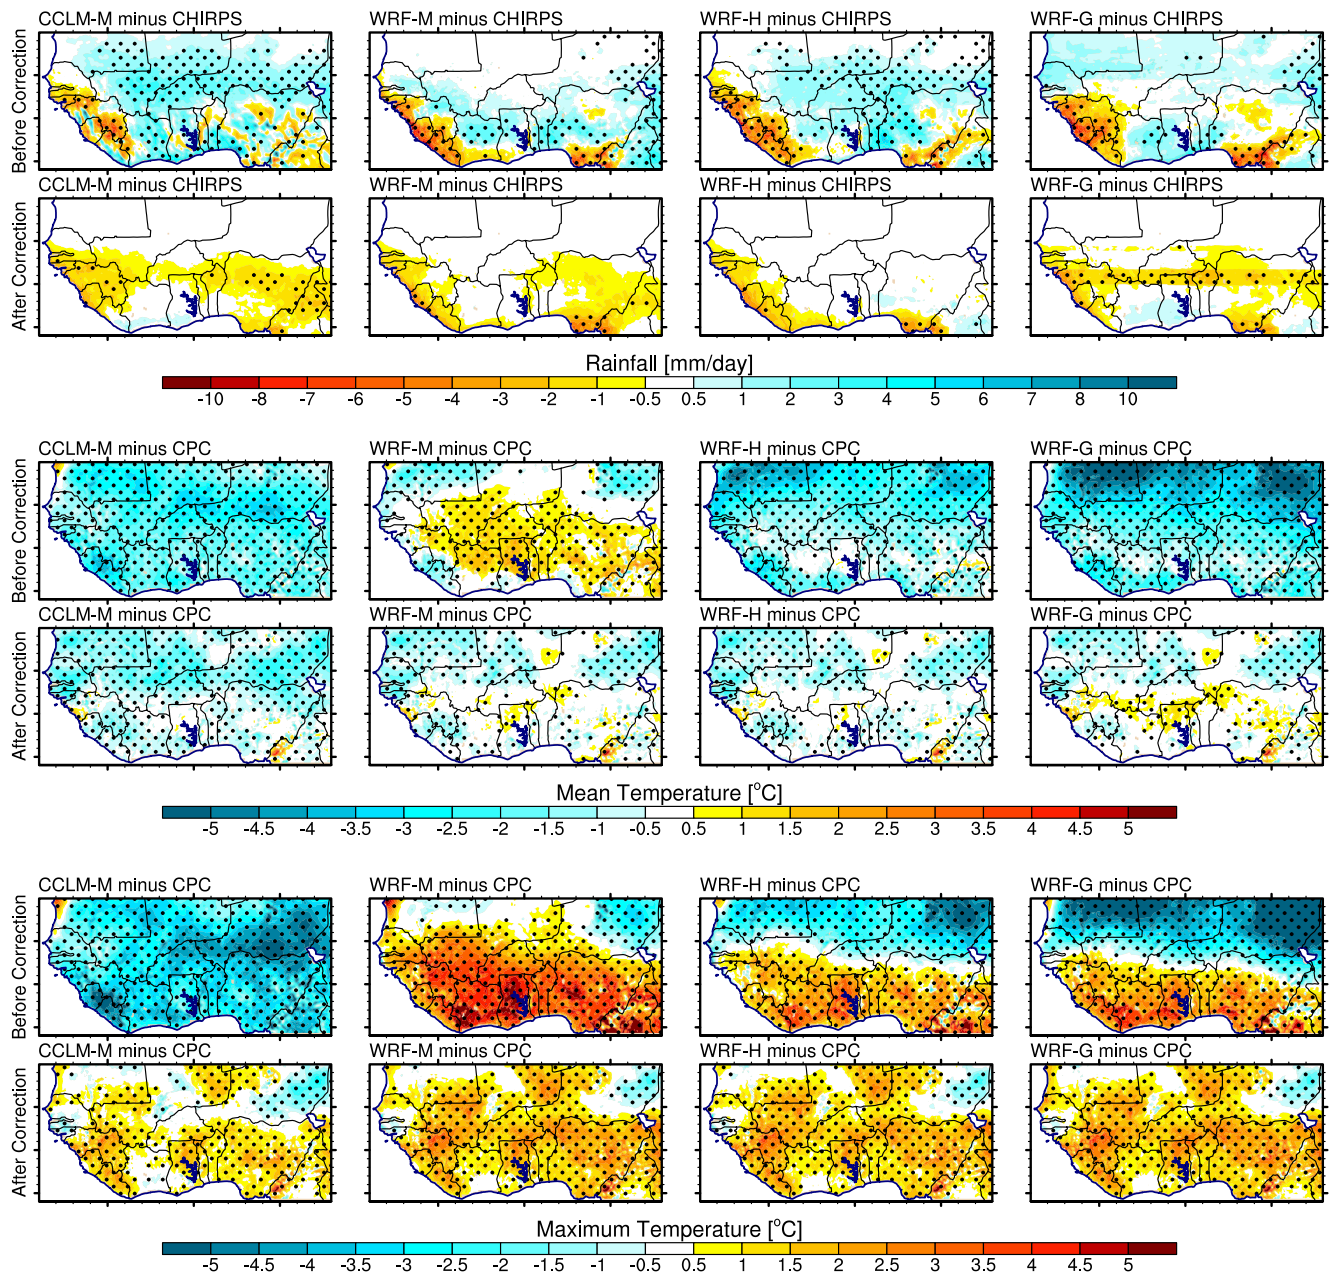 CCLM-M minus CHIRPS WRF-M minus CHIRPS WRF-H minus CHIRPS WRF-G minus CHIRPS
Before Correction
CCLM-M minus CHIRPS WRF-M minus CHIRPS WRF-H minus CHIRPS WRF-G minus CHIRPS
After Correction
Rainfall [mm/day]
-10 -8 -7 -6 -5 -4 -3 -2 -1 -0.5 0.5 1 2 3 4 5 6 7 8 10
CCLM-M minus CPC WRF-M minus CPC WRF-H minus CPC WRF-G minus CPC
Before Correction
CCLM-M minus CPC WRF-M minus CPC WRF-H minus CPC WRF-G minus CPC
After Correction
Mean Temperature [°C]
-5 -4.5 -4 -3.5 -3 -2.5 -2 -1.5 -1 -0.5 0.5 1 1.5 2 2.5 3 3.5 4 4.5 5
CCLM-M minus CPC WRF-M minus CPC WRF-H minus CPC WRF-G minus CPC
Before Correction
CCLM-M minus CPC WRF-M minus CPC WRF-H minus CPC WRF-G minus CPC
After Correction
Maximum Temperature [°C]
-5 -4.5 -4 -3.5 -3 -2.5 -2 -1.5 -1 -0.5 0.5 1 1.5 2 2.5 3 3.5 4 4.5 5